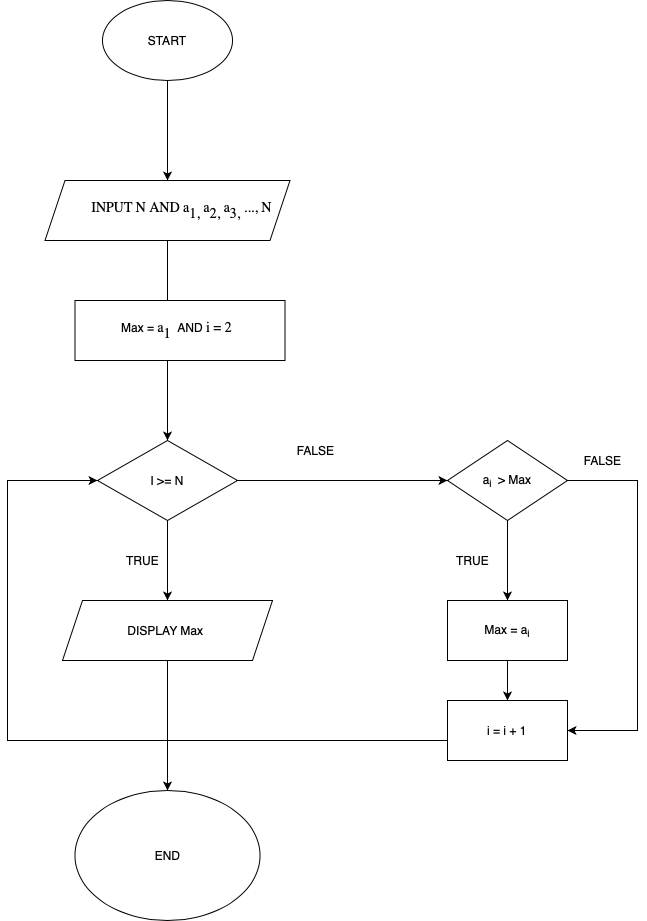 START
INPUT N AND a₁, a₂, a₃, ..., N
Max = a₁ AND i = 2
FALSE
FALSE
I >= N
aᵢ > Max
TRUE
TRUE
DISPLAY Max
Max = aᵢ
i = i + 1
END